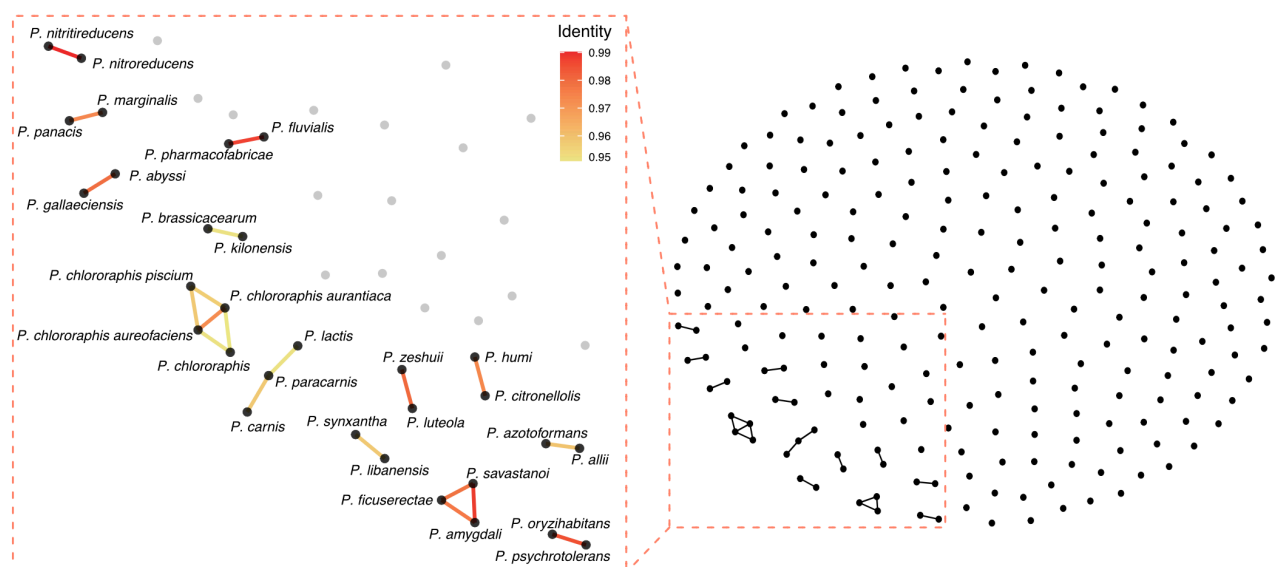 P. nitritireducens
P. nitroreducens
P. marginalis
P. panacis
P. fluvialis
P. pharmacofabricae
P. abyssi
P. gallaeciensis
P. brassicacearum
P. kilonensis
P. chlororaphis piscium
P. chlororaphis aurantiaca
P. chlororaphis aureofaciens
P. lactis
P. chlororaphis
P. paracarnis
P. carnis
P. zeshuii
P. humi
P. citronellolis
P. luteola
P. synxantha
P. libanensis
P. azotoformans
P. allii
P. savastanoi
P. ficuserectae
P. amygdali
P. oryzihabitans
P. psychrotolerans
Identity
0.99
0.98
0.97
0.96
0.95